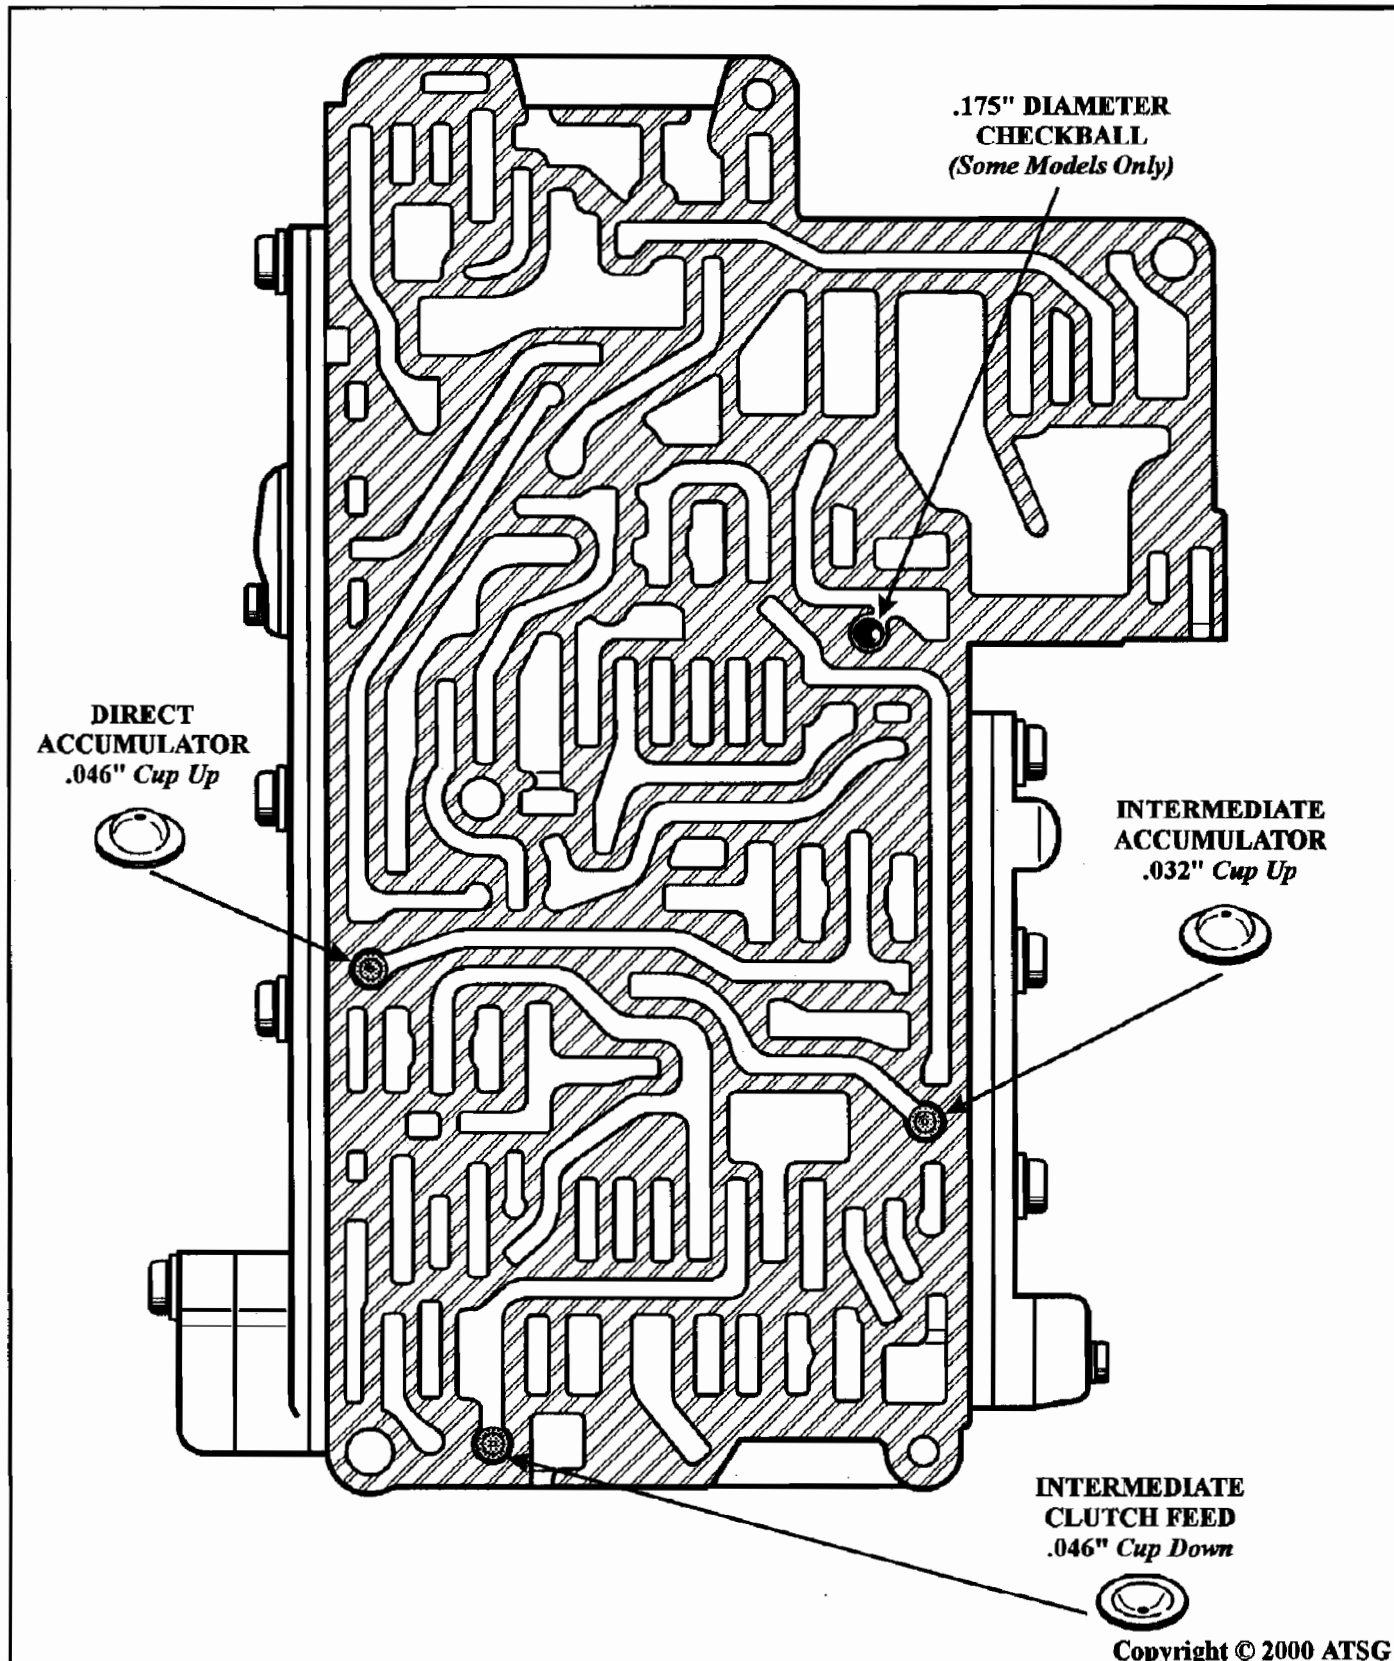 .175" DIAMETER
CHECKBALL
(Some Models Only)
DIRECT
ACCUMULATOR
.046" Cup Up
INTERMEDIATE
ACCUMULATOR
.032" Cup Up
INTERMEDIATE
CLUTCH FEED
.046" Cup Down
Copyright © 2000 ATSG